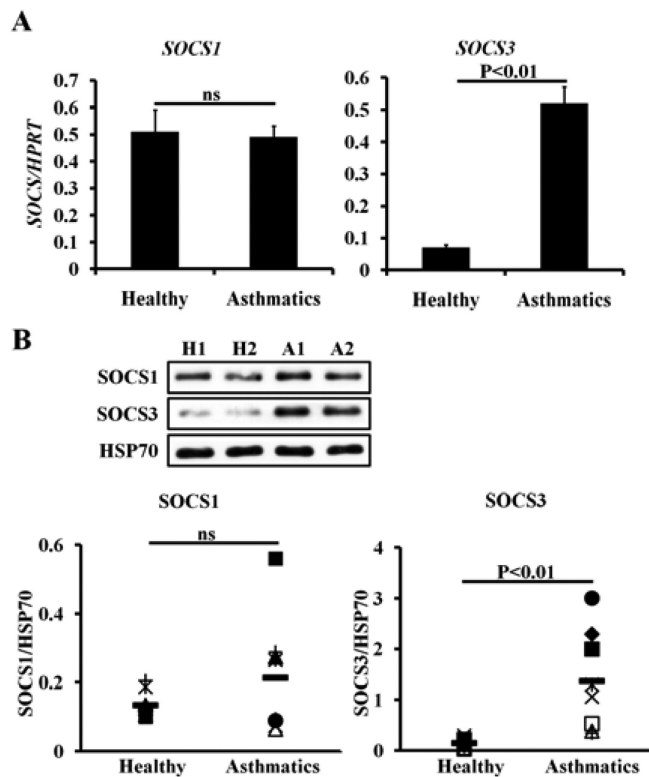 A
SOCS1
SOCS3
ns
P<0.01
SOCS/HPRT
0.7
0.6
0.5
0.4
0.3
0.2
0.1
0
Healthy Asthmatics
0.6
0.5
0.4
0.3
0.2
0.1
0
Healthy Asthmatics
B
H1 H2 A1 A2
SOCS1
SOCS3
HSP70
SOCS1
ns
SOCS1/HSP70
0.6
0.4
0.2
0
Healthy Asthmatics
SOCS3
P<0.01
SOCS3/HSP70
4
3
2
1
0
Healthy Asthmatics